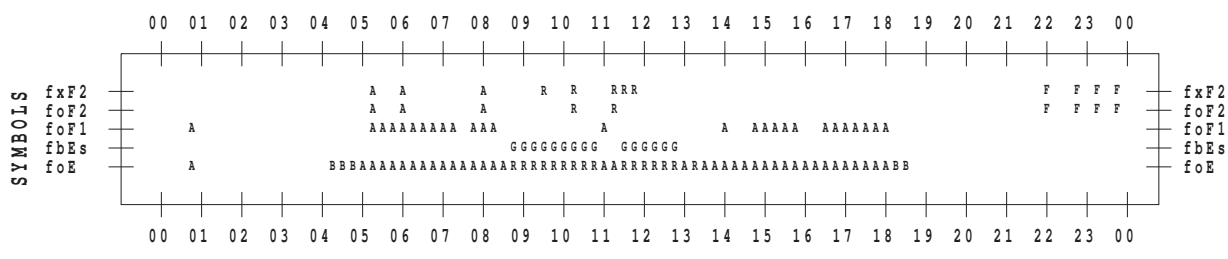 00 01 02 03 04 05 06 07 08 09 10 11 12 13 14 15 16 17 18 19 20 21 22 23 00
SYMBOLS
fxF2 A A A R R RRR F F F F fxF2
foF2 A A A R R F F F F foF2
foF1 A AAAAAAAAA AAA A A AAAAA AAAAAAA foF1
fbEs GGGGGGGGG GGGGGG fbEs
foE A BBBAAAAAAAAAAAAAAARRRRRRRRRAARRRRRRARAAAAAAAAAAAAAAAAAAABB foE
00 01 02 03 04 05 06 07 08 09 10 11 12 13 14 15 16 17 18 19 20 21 22 23 00